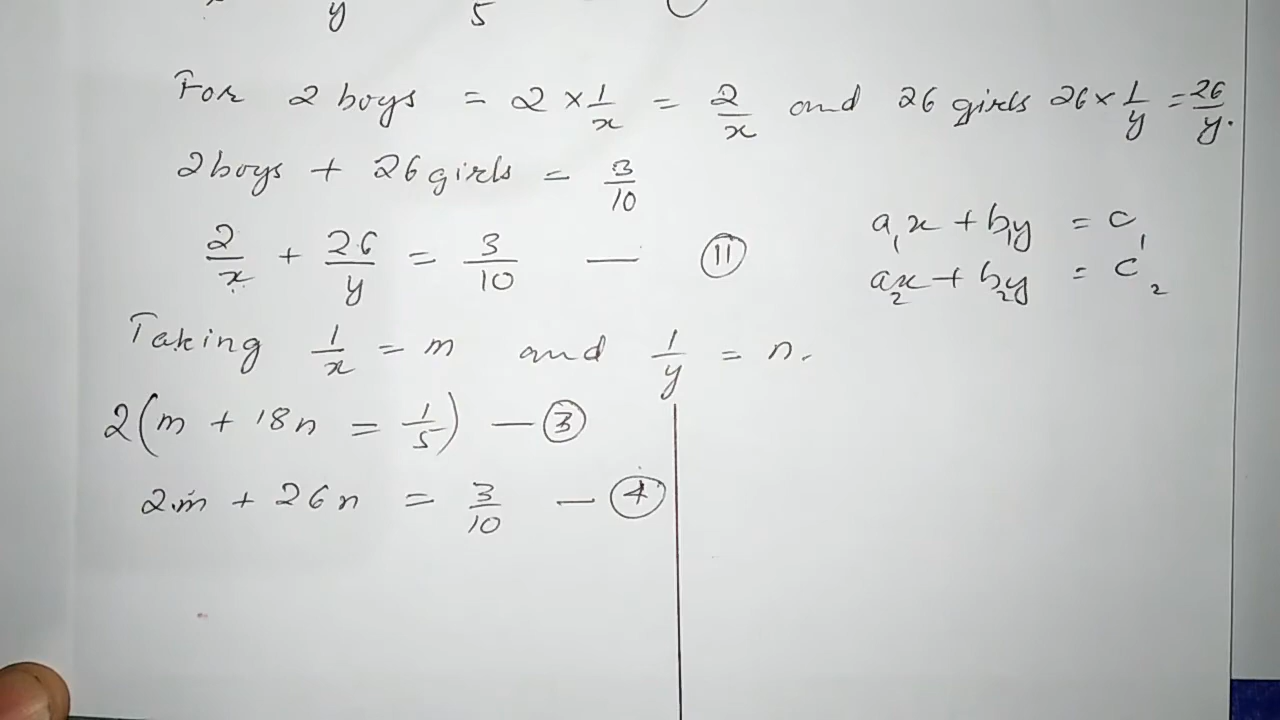 y 5
For 2 boys = 2 × 1/x = 2/x and 26 girls 26 × 1/y = 26/y.
2 boys + 26 girls = 3/10
2/x + 26/y = 3/10 — (11)
a₁x + b₁y = c₁
a₂x + b₂y = c₂
Taking 1/x = m and 1/y = n.
2(m + 18n = 1/5) — (3)
2m + 26n = 3/10 — (4)